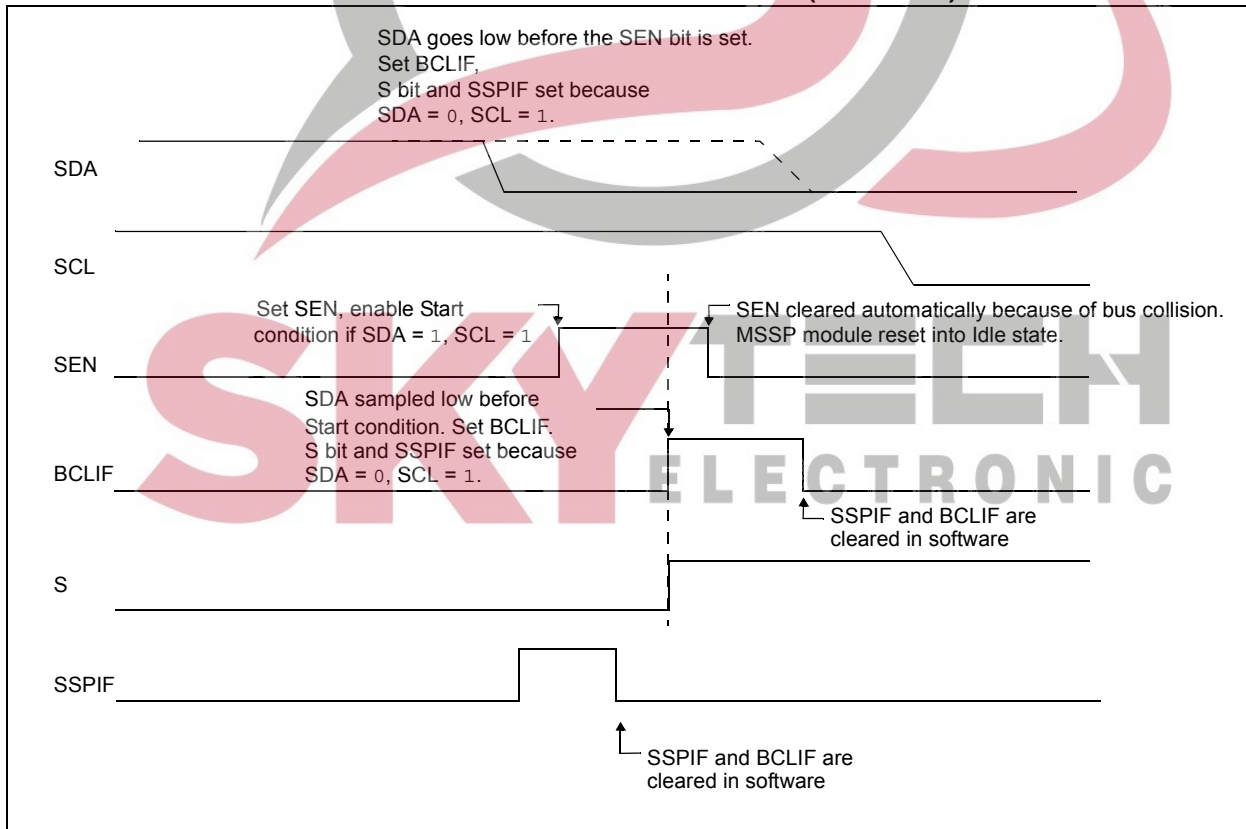 SDA goes low before the SEN bit is set.
Set BCLIF,
S bit and SSPIF set because
SDA = 0, SCL = 1.
SDA
SCL
Set SEN, enable Start
condition if SDA = 1, SCL = 1
SEN cleared automatically because of bus collision.
MSSP module reset into Idle state.
SEN
SDA sampled low before
Start condition. Set BCLIF.
S bit and SSPIF set because
SDA = 0, SCL = 1.
BCLIF
SSPIF and BCLIF are
cleared in software
S
SSPIF
SSPIF and BCLIF are
cleared in software
SKYTECH
ELECTRONIC